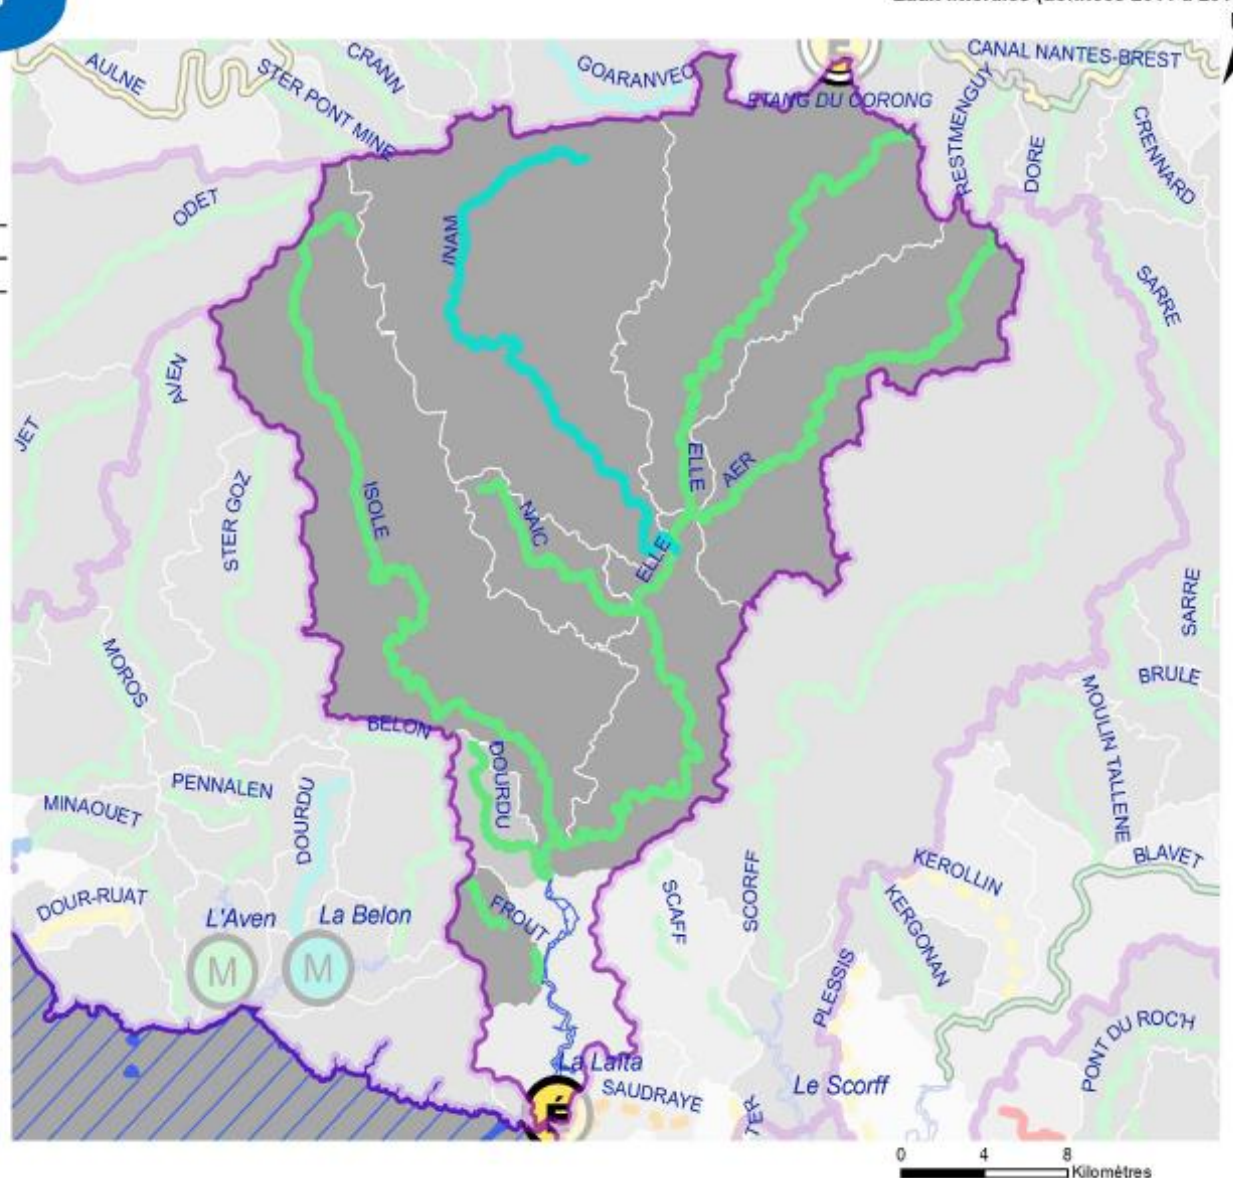 AULNE
STER PONT MINE
CRANN
GOARANVEC
E
ETANG DU CORONG
CANAL NANTES-BREST
RESTMENGUY
DORE
CRENNARD
ODET
INAM
SARRE
AVEN
JET
STER GOZ
ISOLE
NAIC
ELLE
AER
ELLE
SARRE
MOROS
BRULE
MOULIN TALLENE
BELON
DOURDU
PENNALEN
DOURDU
MINAOUET
BLAVET
KEROLLIN
SCORFF
SCAFF
KERGONAN
DOUR-RUAT
L'Aven
La Belon
FROUT
M
M
PLESSIS
PONT DU ROC'H
La Laïta
SAUDRAYE
Le Scorff
TER
É
0 4 8
Kilomètres